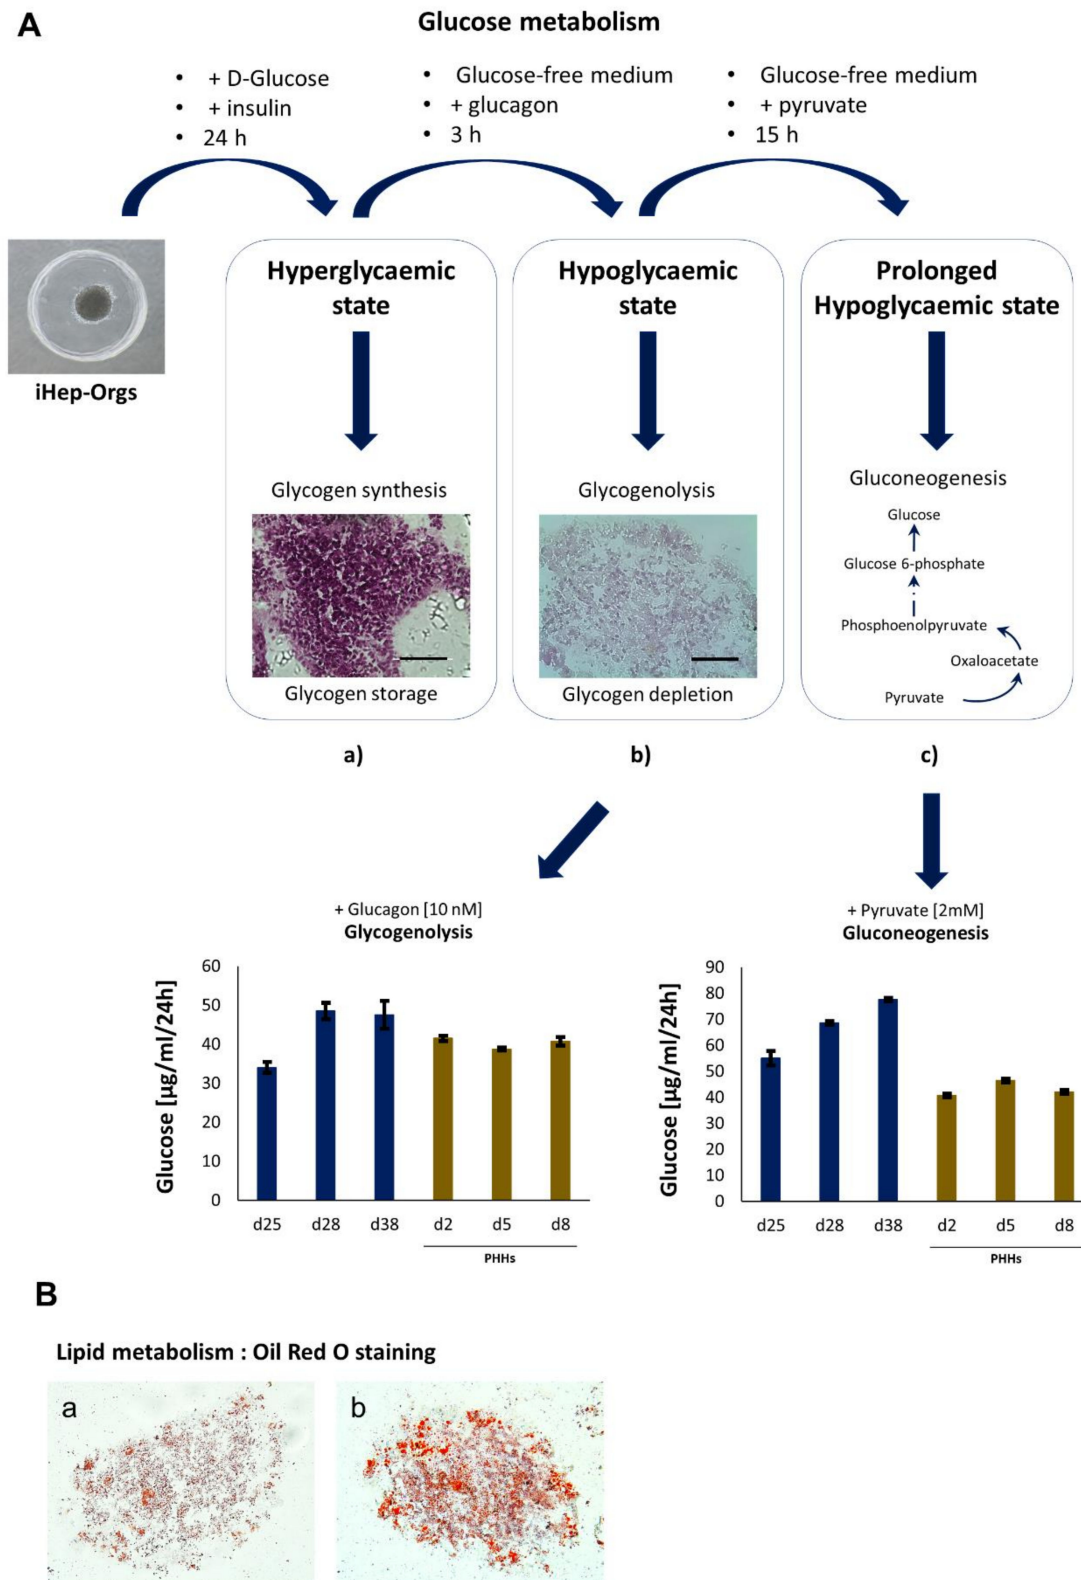 A
Glucose metabolism
• + D-Glucose
• + insulin
• 24 h
• Glucose-free medium
• + glucagon
• 3 h
• Glucose-free medium
• + pyruvate
• 15 h
iHep-Orgs
Hyperglycaemic
state
Glycogen synthesis
Glycogen storage
a)
Hypoglycaemic
state
Glycogenolysis
Glycogen depletion
b)
Prolonged
Hypoglycaemic state
Gluconeogenesis
Glucose
Glucose 6-phosphate
Phosphoenolpyruvate
Oxaloacetate
Pyruvate
c)
+ Glucagon [10 nM]
Glycogenolysis
Glucose [µg/ml/24h]
60
50
40
30
20
10
0
d25 d28 d38 d2 d5 d8
PHHs
+ Pyruvate [2mM]
Gluconeogenesis
Glucose [µg/ml/24h]
90
80
70
60
50
40
30
20
10
0
d25 d28 d38 d2 d5 d8
PHHs
B
Lipid metabolism : Oil Red O staining
a
b